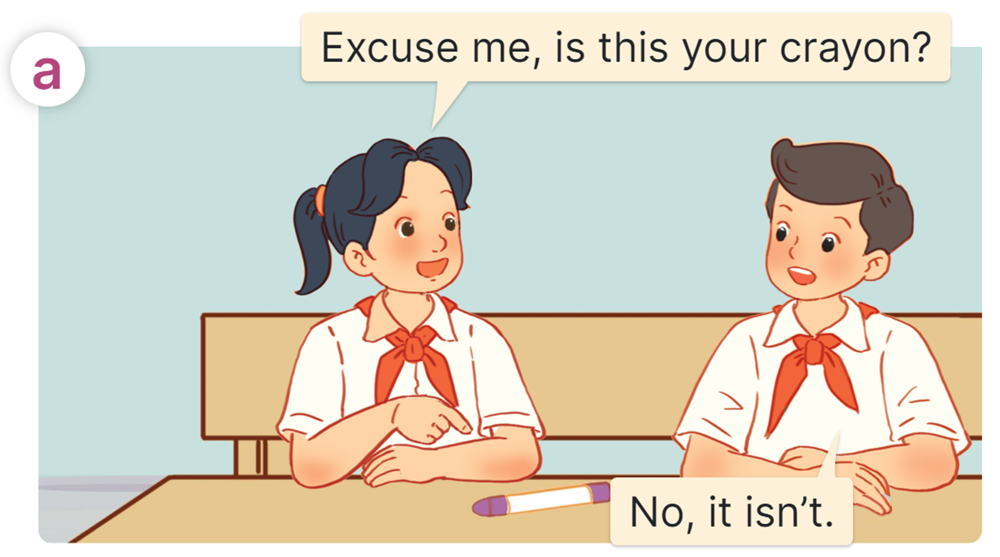 a
Excuse me, is this your crayon?
No, it isn’t.